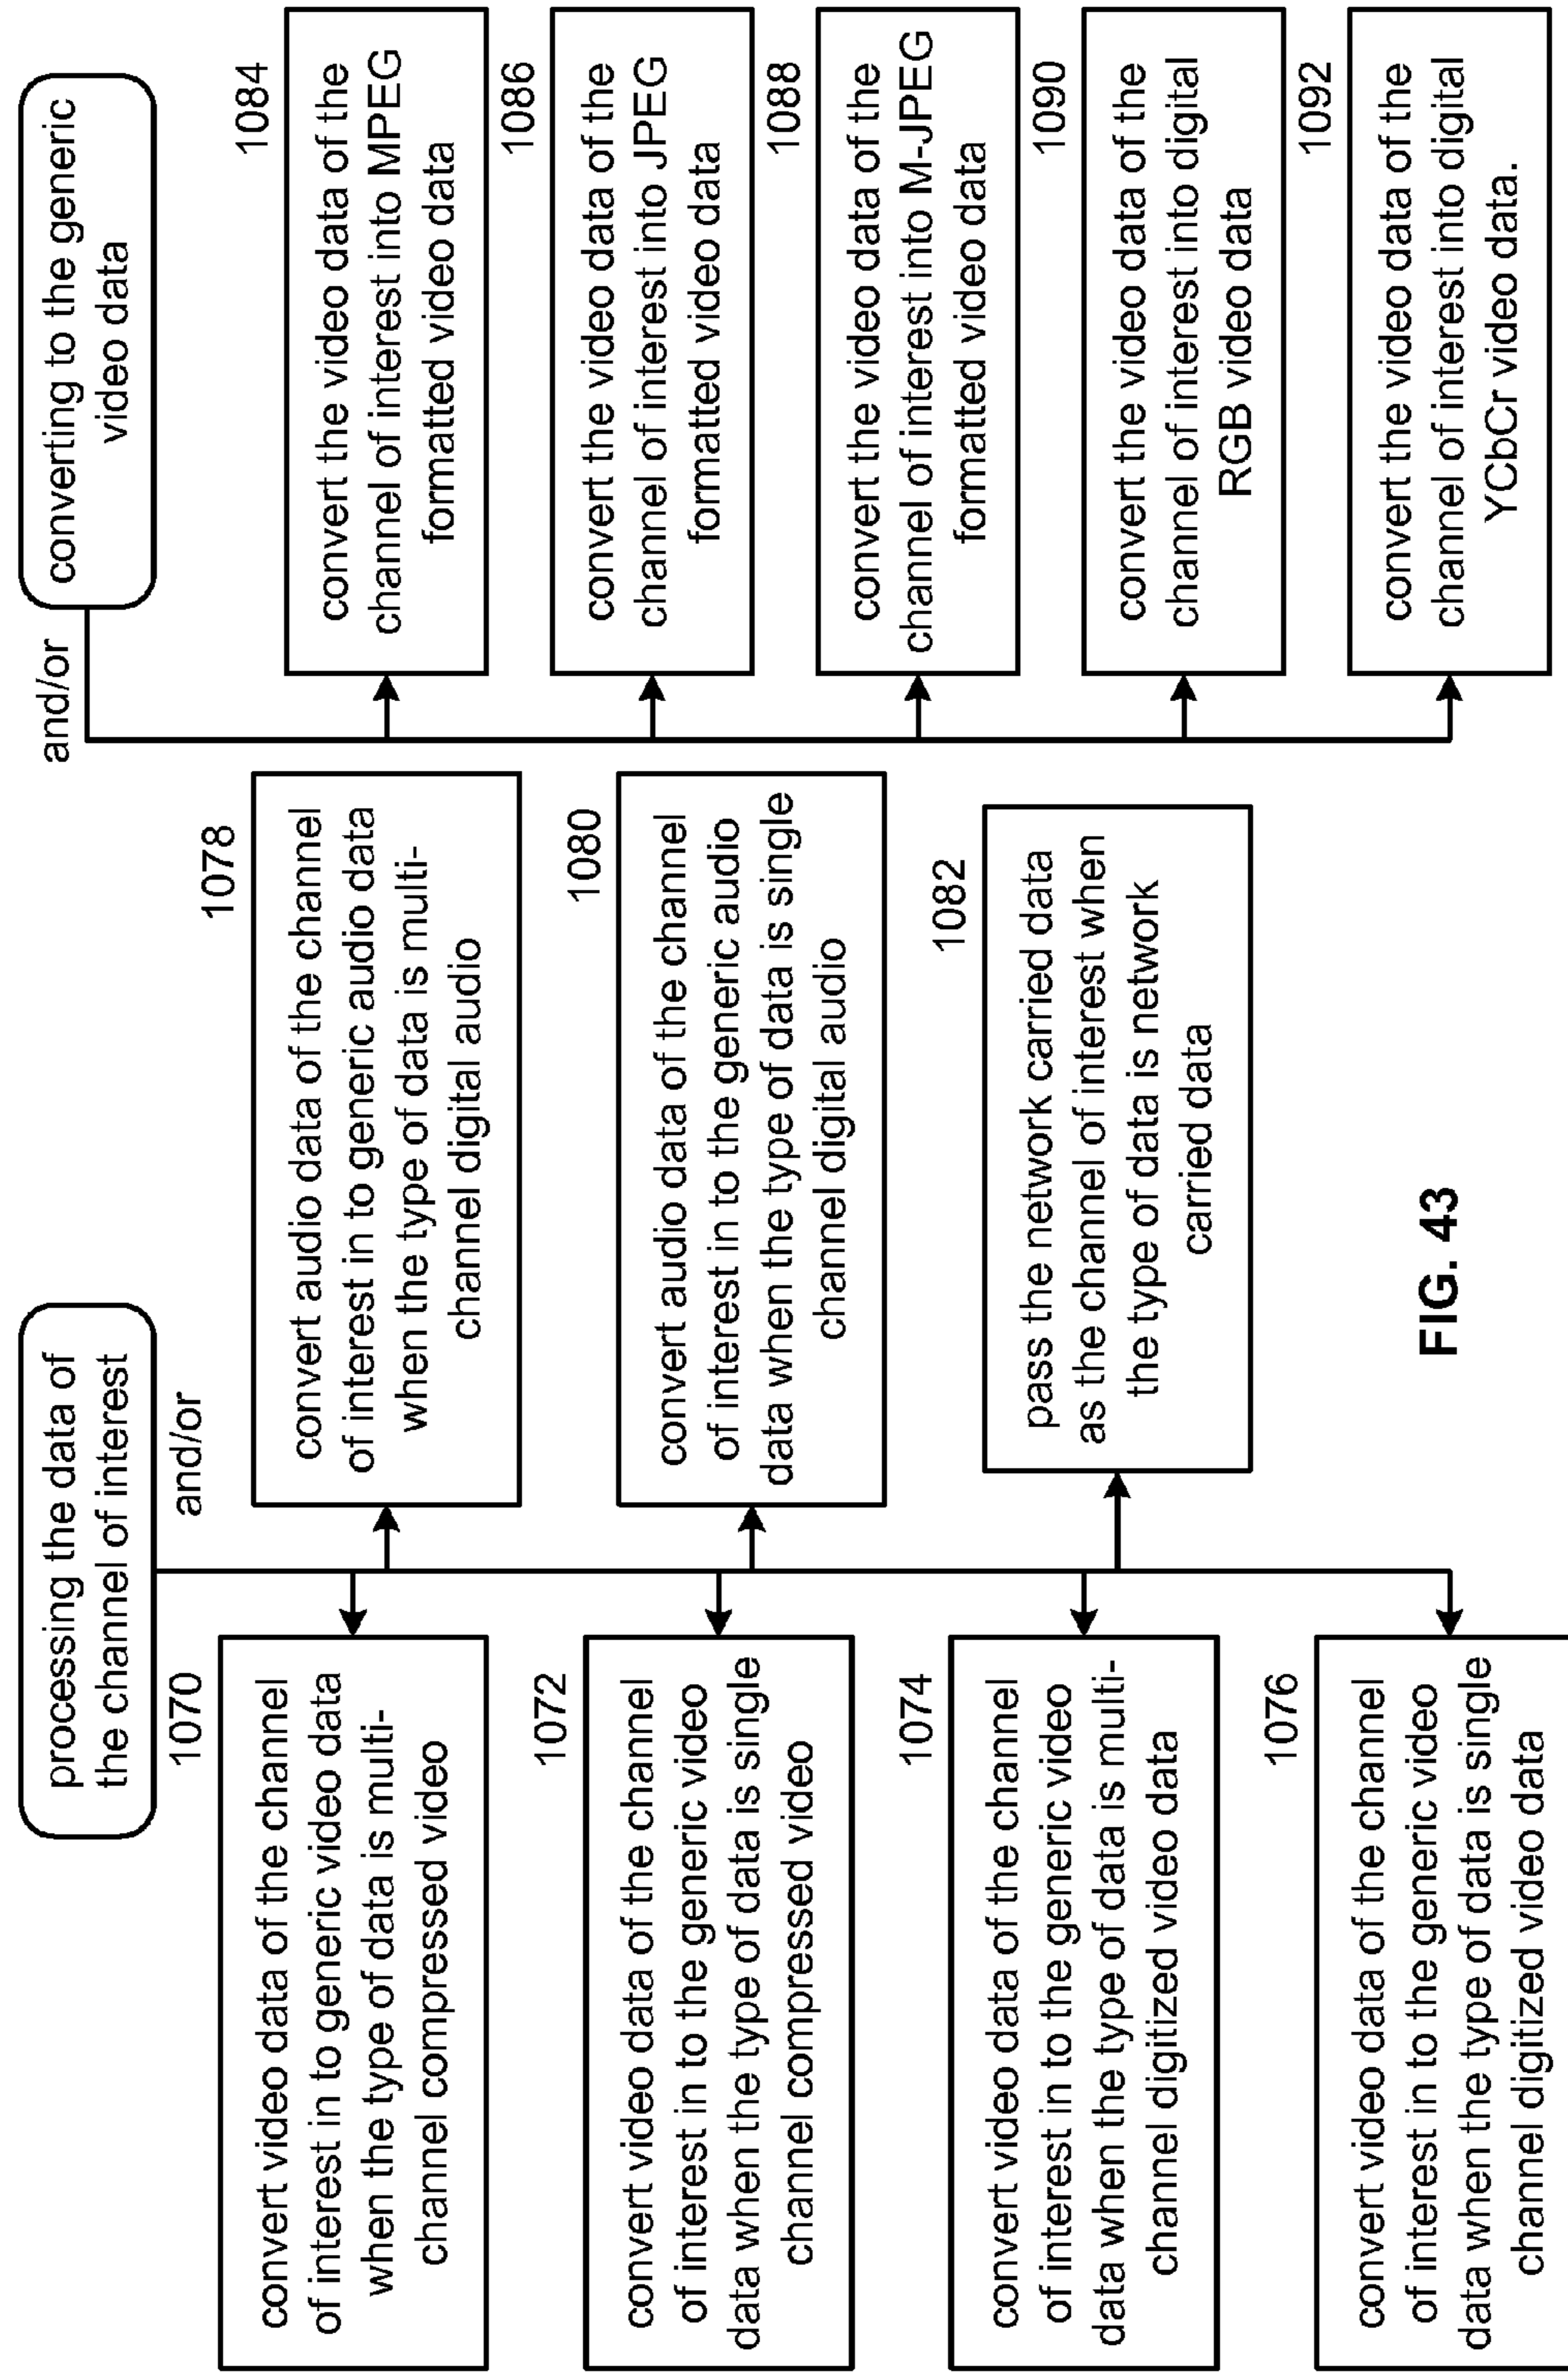 processing the data of
the channel of interest
and/or
1070
convert video data of the channel
of interest in to generic video data
when the type of data is multi-
channel compressed video
1072
convert video data of the channel
of interest in to the generic video
data when the type of data is single
channel compressed video
1074
convert video data of the channel
of interest in to the generic video
data when the type of data is multi-
channel digitized video data
1076
convert video data of the channel
of interest in to the generic video
data when the type of data is single
channel digitized video data
1078
convert audio data of the channel
of interest in to generic audio data
when the type of data is multi-
channel digital audio
1080
convert audio data of the channel
of interest in to the generic audio
data when the type of data is single
channel digital audio
1082
pass the network carried data
as the channel of interest when
the type of data is network
carried data
converting to the generic
video data
and/or
1084
convert the video data of the
channel of interest into MPEG
formatted video data
1086
convert the video data of the
channel of interest into JPEG
formatted video data
1088
convert the video data of the
channel of interest into M-JPEG
formatted video data
1090
convert the video data of the
channel of interest into digital
RGB video data
1092
convert the video data of the
channel of interest into digital
YCbCr video data.
FIG. 43